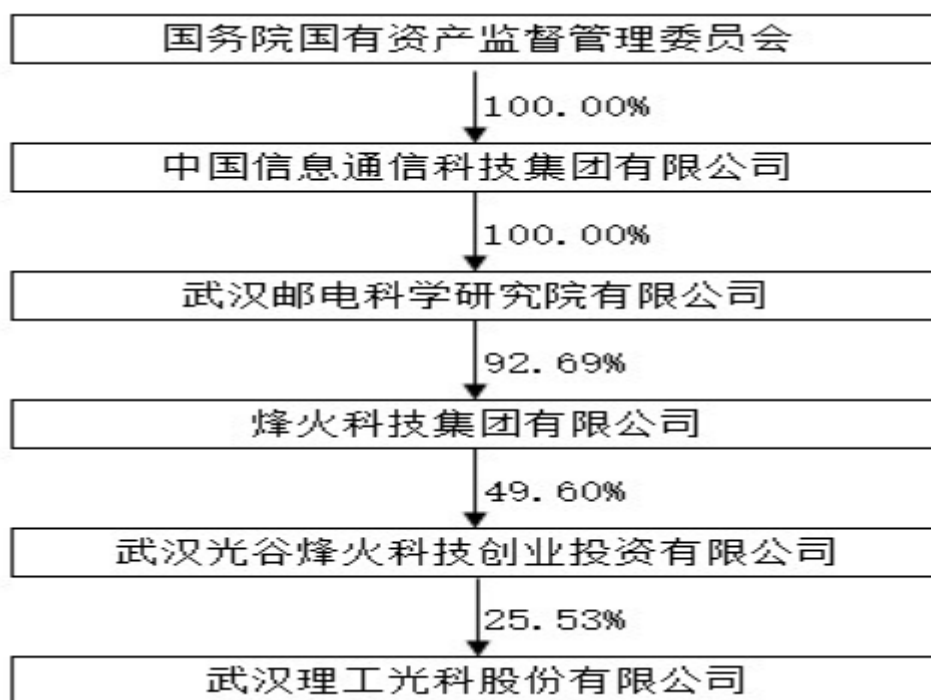 国务院国有资产监督管理委员会
100.00%
中国信息通信科技集团有限公司
100.00%
武汉邮电科学研究院有限公司
92.69%
烽火科技集团有限公司
49.60%
武汉光谷烽火科技创业投资有限公司
25.53%
武汉理工光科股份有限公司